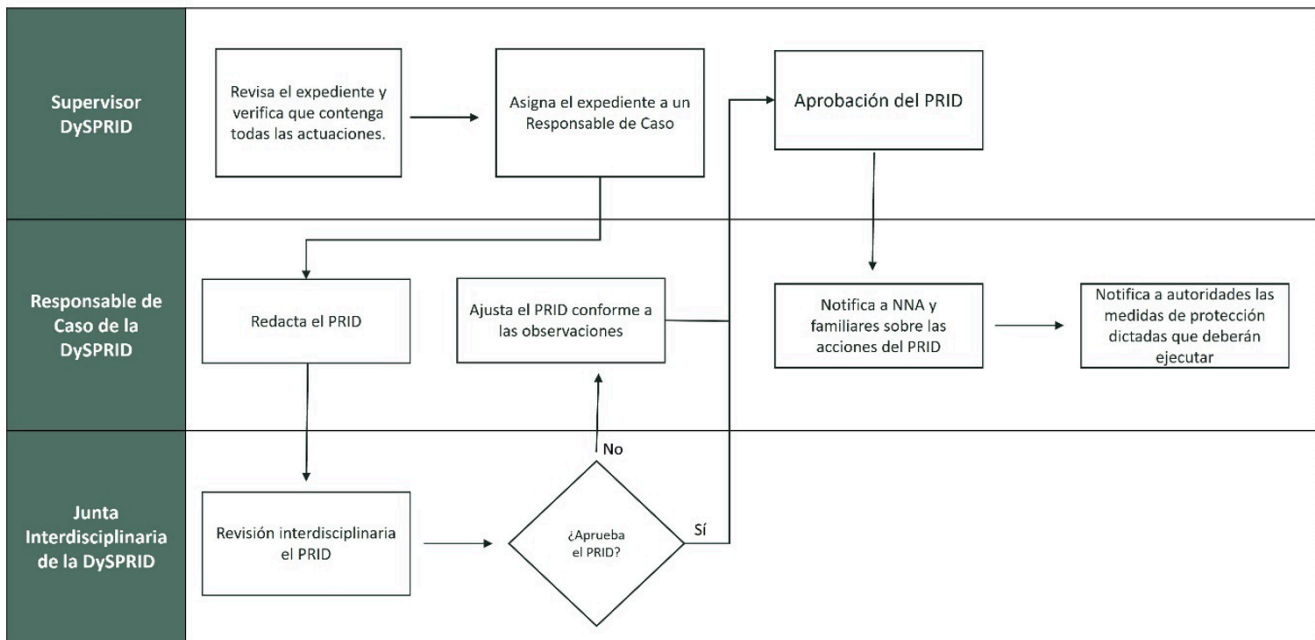 Supervisor
DySPRID
Revisa el expediente y
verifica que contenga
todas las actuaciones.
Asigna el expediente a un
Responsable de Caso
Aprobación del PRID
Responsable de
Caso de la
DySPRID
Redacta el PRID
Ajusta el PRID conforme a
las observaciones
Notifica a NNA y
familiares sobre las
acciones del PRID
Notifica a autoridades las
medidas de protección
dictadas que deberán
ejecutar
Junta
Interdisciplinaria
de la DySPRID
Revisión interdisciplinaria
el PRID
No
¿Aprueba
el PRID?
Sí